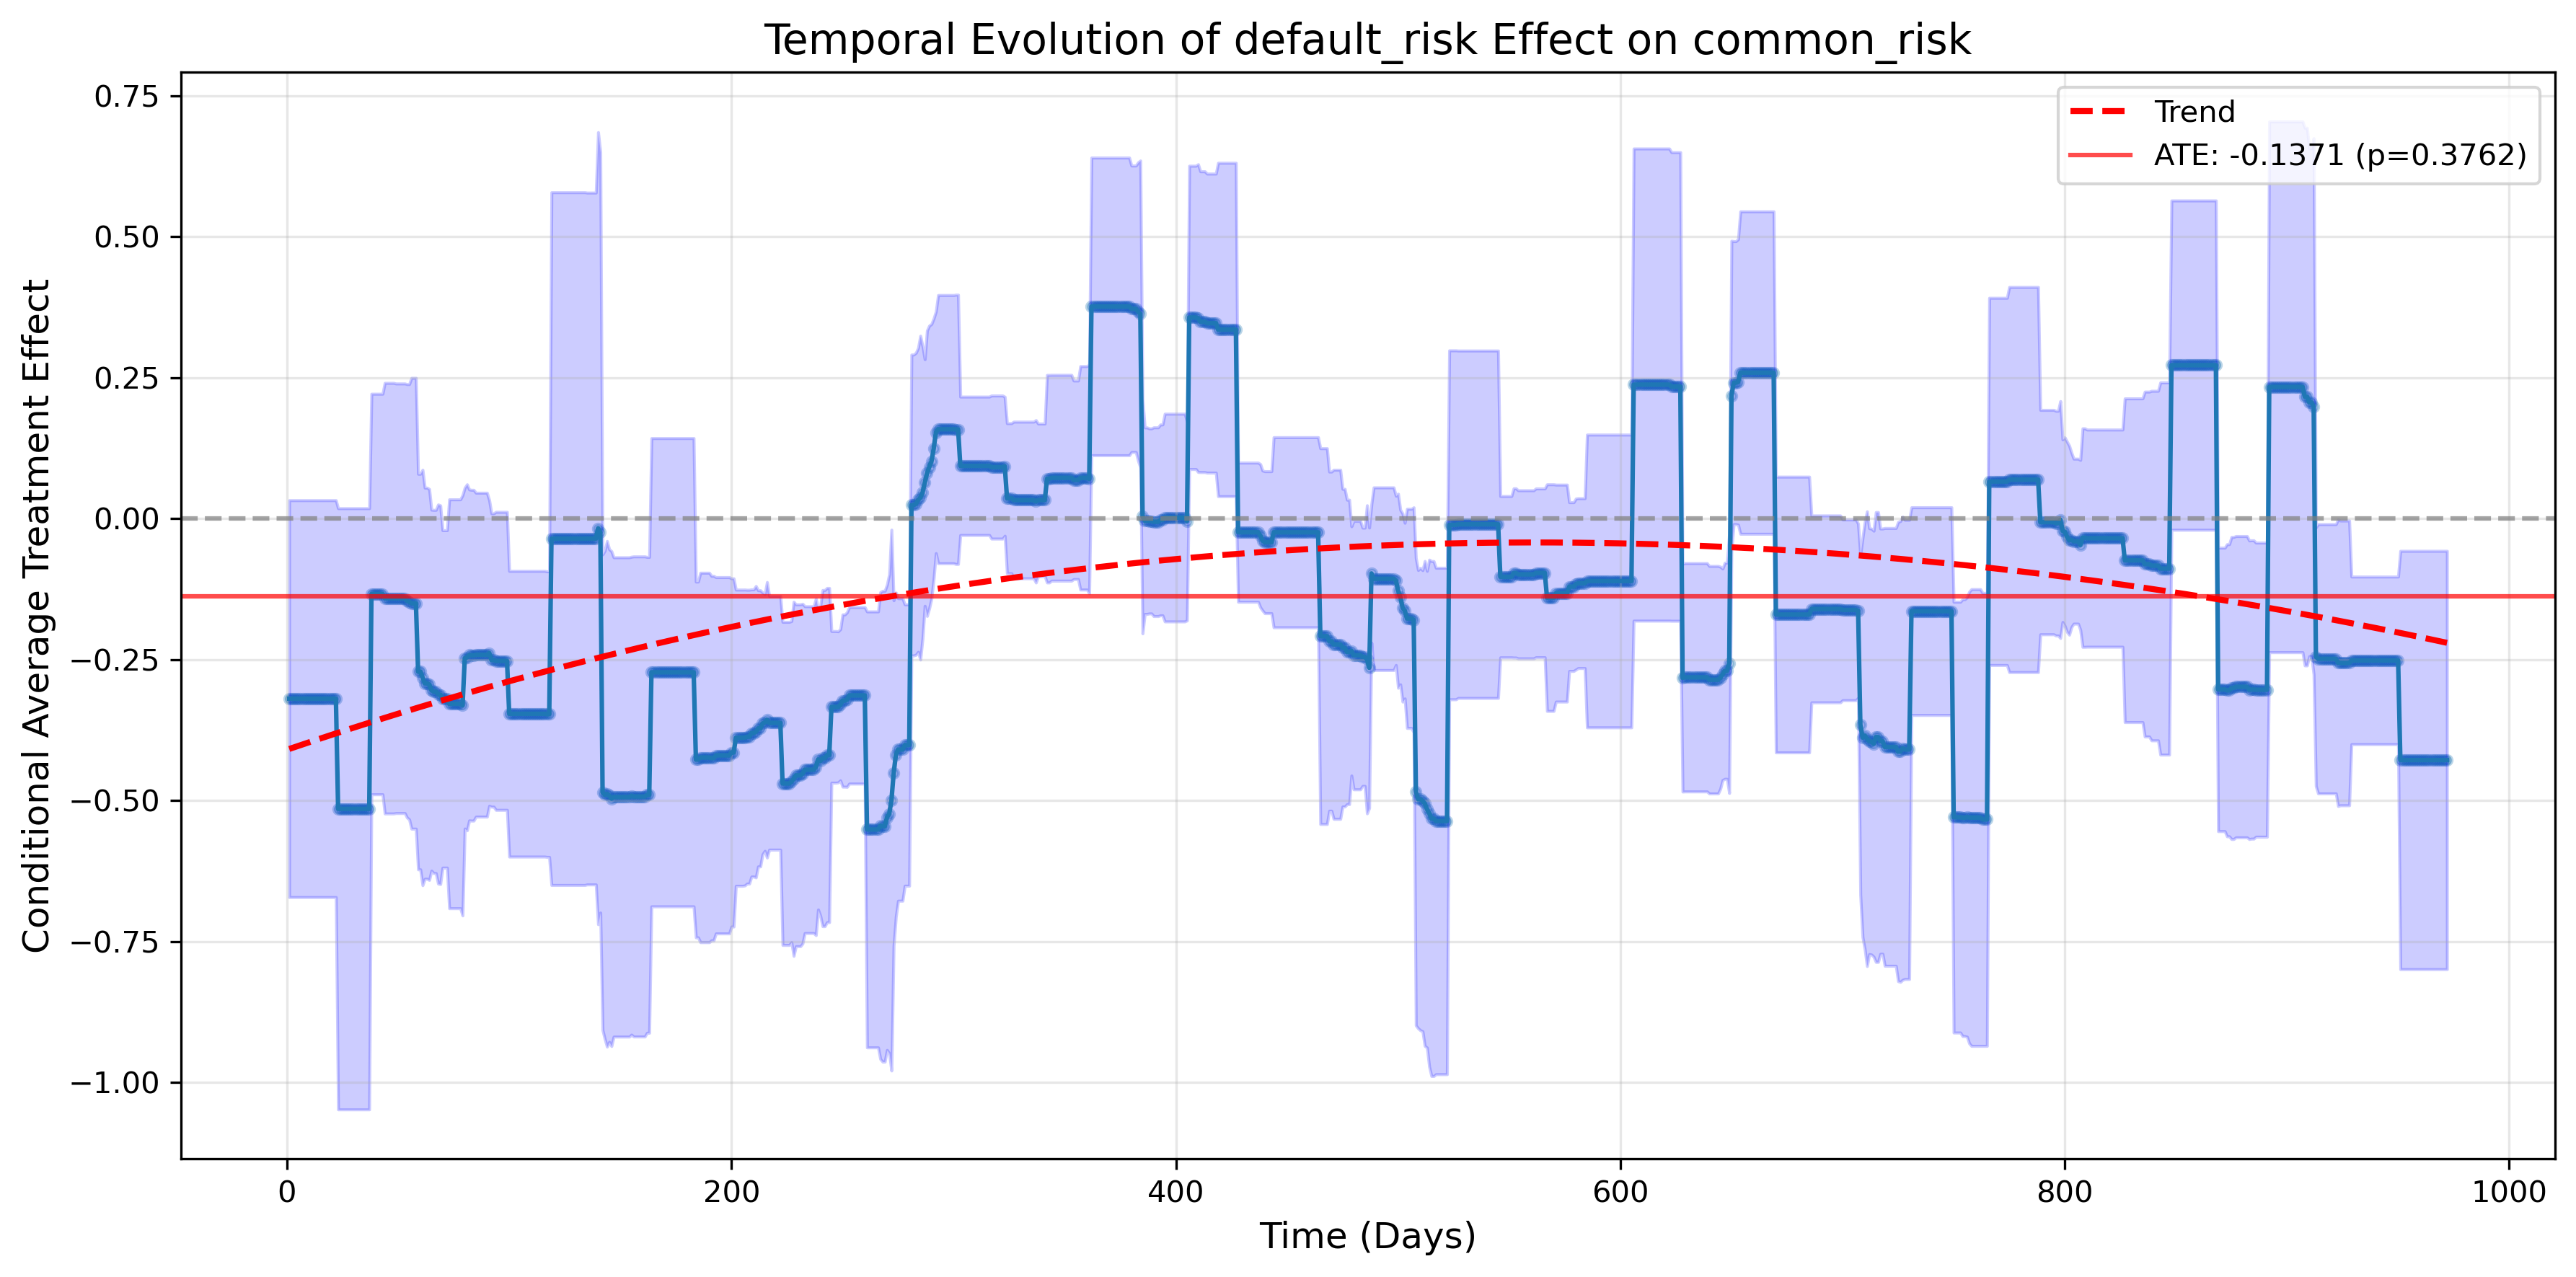 Temporal Evolution of default_risk Effect on common_risk
Trend
ATE: -0.1371 (p=0.3762)
Conditional Average Treatment Effect
0.75
0.50
0.25
0.00
−0.25
−0.50
−0.75
−1.00
0
200
400
600
800
1000
Time (Days)